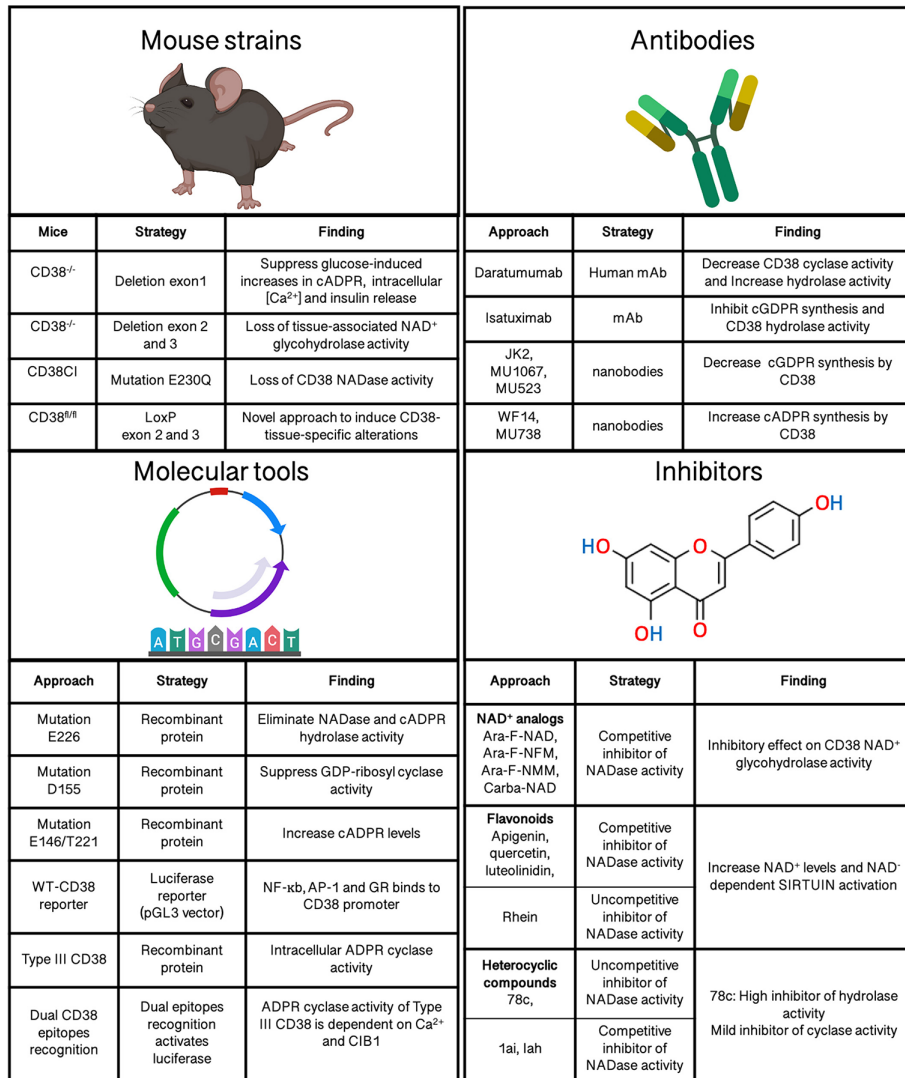 Mouse strains
Mice Strategy Finding
CD38-/-
Deletion exon1
Suppress glucose-induced
increases in cADPR, intracellular
[Ca2+] and insulin release
CD38-/-
Deletion exon 2
and 3
Loss of tissue-associated NAD+
glycohydrolase activity
CD38CI
Mutation E230Q
Loss of CD38 NADase activity
CD38fl/fl
LoxP
exon 2 and 3
Novel approach to induce CD38-
tissue-specific alterations
Antibodies
Approach Strategy Finding
Daratumumab
Human mAb
Decrease CD38 cyclase activity
and Increase hydrolase activity
Isatuximab
mAb
Inhibit cGDPR synthesis and
CD38 hydrolase activity
JK2,
MU1067,
MU523
nanobodies
Decrease cGDPR synthesis by
CD38
WF14,
MU738
nanobodies
Increase cADPR synthesis by
CD38
Molecular tools
A T G C G A C T
Approach Strategy Finding
Mutation
E226
Recombinant
protein
Eliminate NADase and cADPR
hydrolase activity
Mutation
D155
Recombinant
protein
Suppress GDP-ribosyl cyclase
activity
Mutation
E146/T221
Recombinant
protein
Increase cADPR levels
WT-CD38
reporter
Luciferase
reporter
(pGL3 vector)
NF-κb, AP-1 and GR binds to
CD38 promoter
Type III CD38
Recombinant
protein
Intracellular ADPR cyclase
activity
Dual CD38
epitopes
recognition
Dual epitopes
recognition
activates
luciferase
ADPR cyclase activity of Type
III CD38 is dependent on Ca2+
and CIB1
Inhibitors
OH
HO
O
OH
O
Approach Strategy Finding
NAD+ analogs
Ara-F-NAD,
Ara-F-NFM,
Ara-F-NMM,
Carba-NAD
Competitive
inhibitor of
NADase activity
Inhibitory effect on CD38 NAD+
glycohydrolase activity
Flavonoids
Apigenin,
quercetin,
luteolinidin,
Competitive
inhibitor of
NADase activity
Increase NAD+ levels and NAD-
dependent SIRTUIN activation
Rhein
Uncompetitive
inhibitor of
NADase activity
Heterocyclic
compounds
78c,
Uncompetitive
inhibitor of
NADase activity
78c: High inhibitor of hydrolase
activity
Mild inhibitor of cyclase activity
1ai, Iah
Competitive
inhibitor of
NADase activity